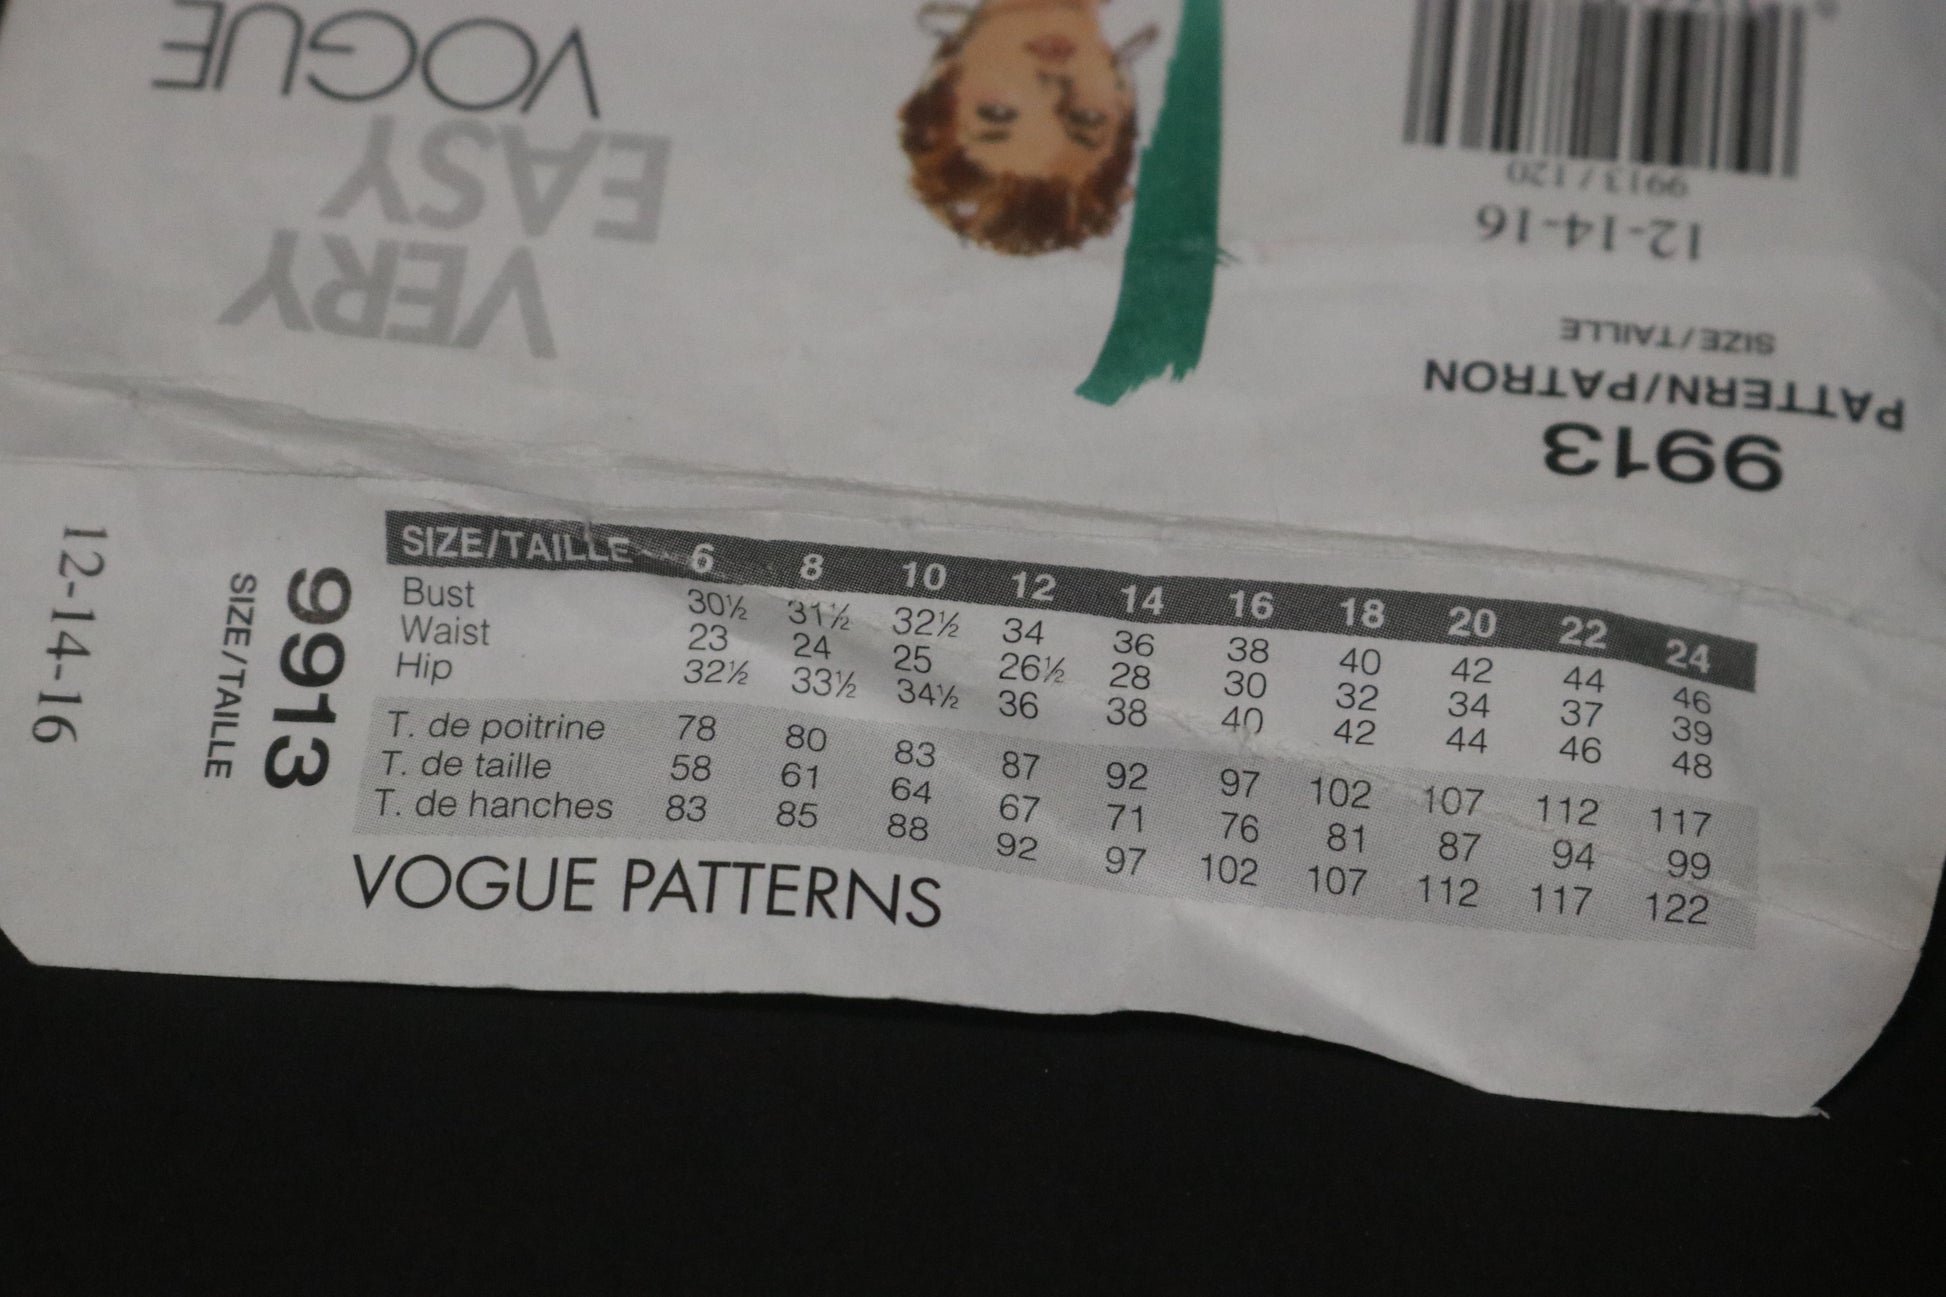 VOGUE
EASY
VERY
9913 / 120
12-14-16
SIZE/TAILLE
PATTERN/PATRON
9913
12-14-16
9913
SIZE/TAILLE
SIZE/TAILLE 6 8 10 12 14 16 18 20 22 24
Bust 30½ 31½ 32½ 34 36 38 40 42 44 46
Waist 23 24 25 26½ 28 30 32 34 37 39
Hip 32½ 33½ 34½ 36 38 40 42 44 46 48
T. de poitrine 78 80 83 87 92 97 102 107 112 117
T. de taille 58 61 64 67 71 76 81 87 94 99
T. de hanches 83 85 88 92 97 102 107 112 117 122
VOGUE PATTERNS